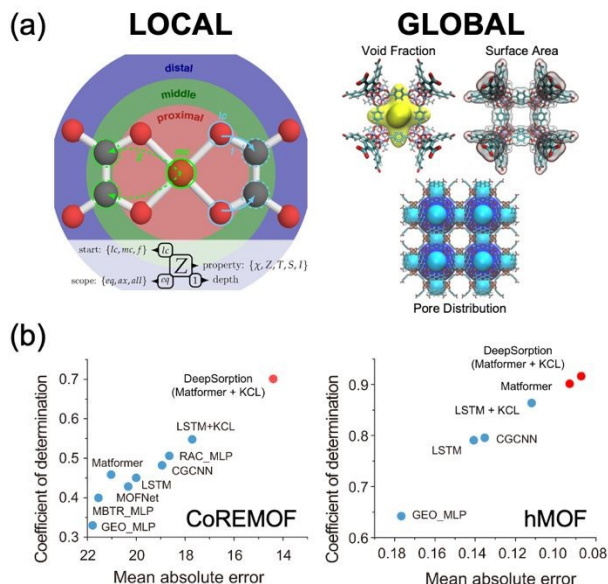 (a)
LOCAL
GLOBAL
distal
middle
proximal
lc
mc
start: {lc, mc, f} lc
Z property: {χ, Z, T, S, I}
scope: {eq, ax, all} eq 1 depth
Void Fraction
Surface Area
Pore Distribution
(b)
Coefficient of determination
0.7
0.6
0.5
0.4
0.3
DeepSorption
(Matformer + KCL)
LSTM+KCL
RAC_MLP
CGCNN
Matformer
LSTM
MOFNet
MBTR_MLP
GEO_MLP
CoREMOF
22 20 18 16 14
Mean absolute error
Coefficient of determination
1.0
0.9
0.8
0.7
0.6
DeepSorption
(Matformer + KCL)
Matformer
LSTM + KCL
CGCNN
LSTM
GEO_MLP
hMOF
0.18 0.16 0.14 0.12 0.10 0.08
Mean absolute error